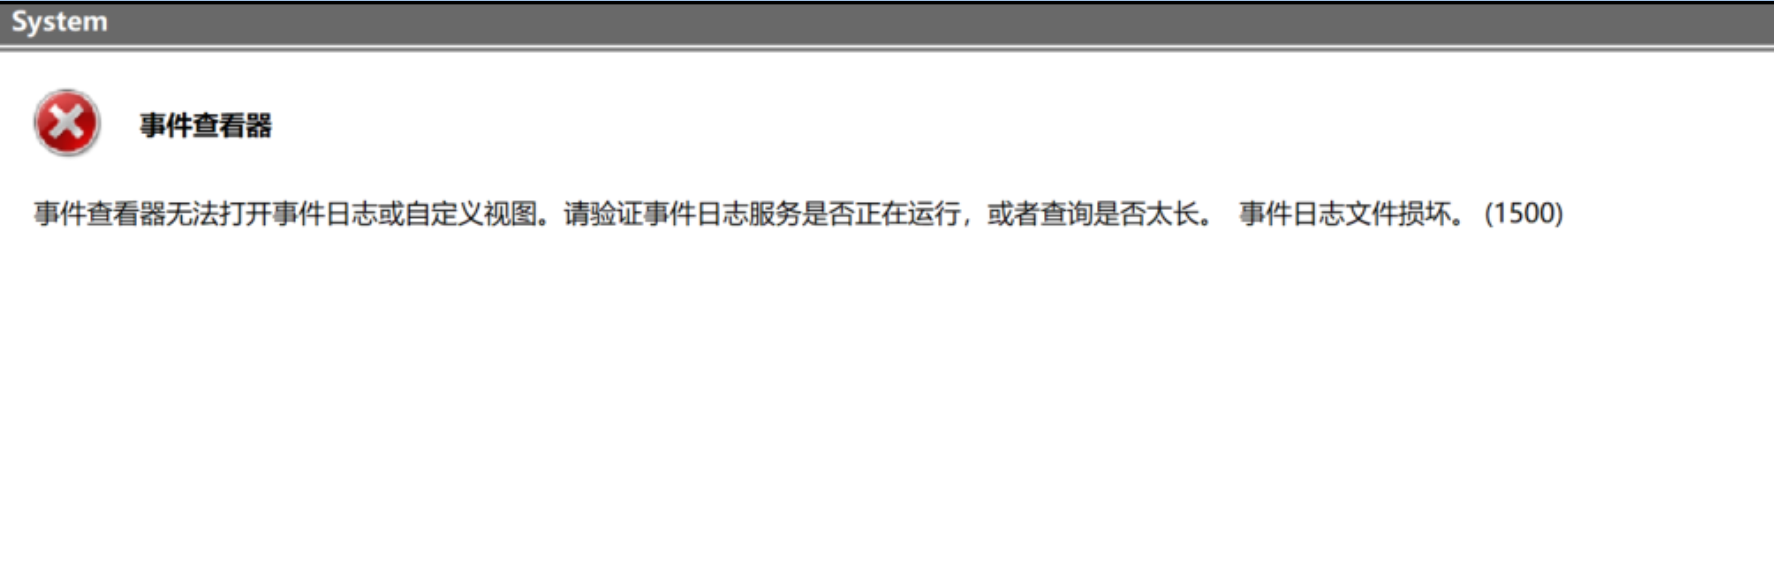 System
事件查看器
事件查看器无法打开事件日志或自定义视图。请验证事件日志服务是否正在运行，或者查询是否太长。 事件日志文件损坏。 (1500)